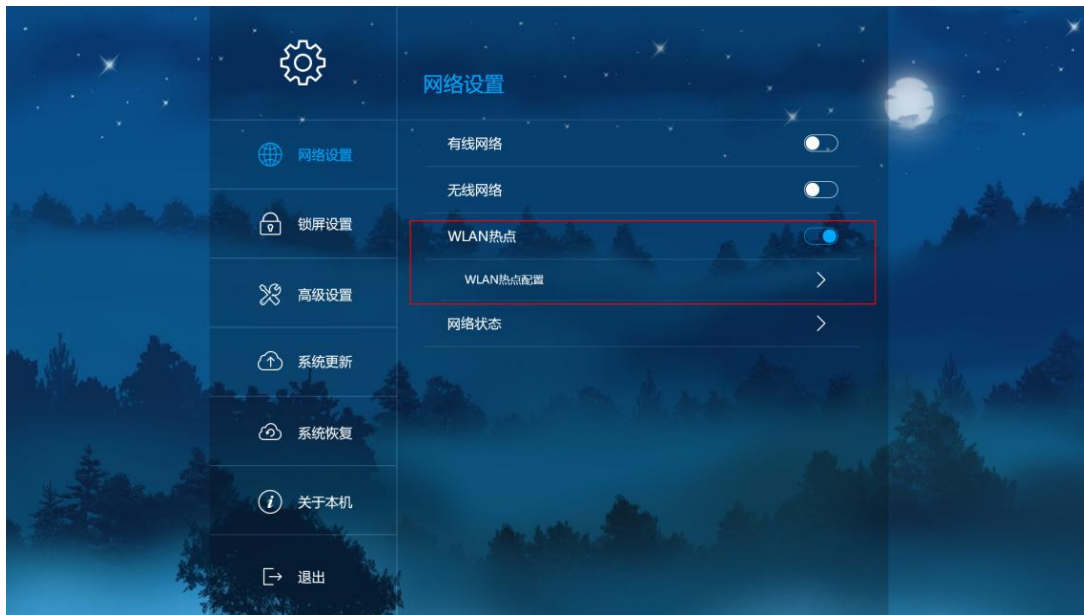 网络设置
锁屏设置
高级设置
系统更新
系统恢复
关于本机
退出
网络设置
有线网络
无线网络
WLAN热点
WLAN热点配置
网络状态